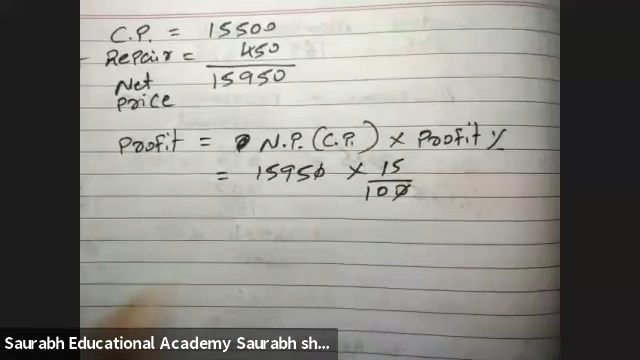 C.P. = 15500
Repair = 450
Net Price 15950
Profit = N.P. (C.P.) × Profit %
= 15950 × 15/100
Saurabh Educational Academy Saurabh sh...